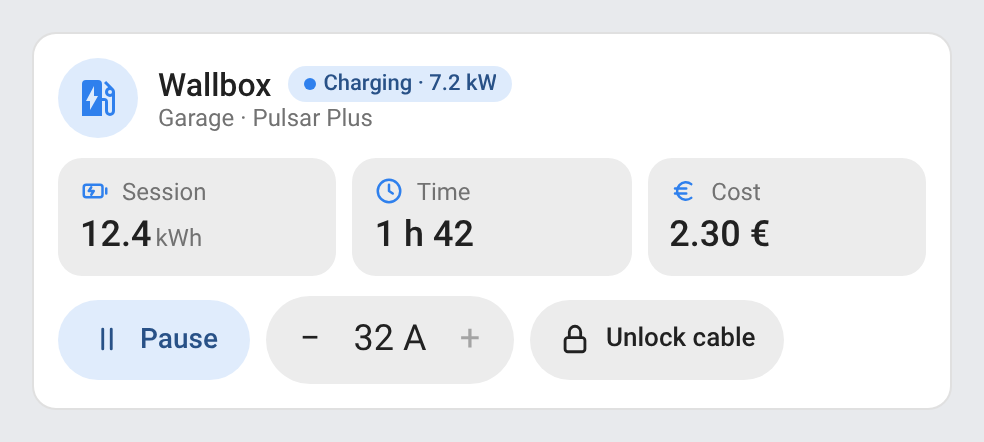 Wallbox
Charging · 7.2 kW
Garage · Pulsar Plus
Session
12.4 kWh
Time
1 h 42
Cost
2.30 €
Pause
− 32 A +
Unlock cable